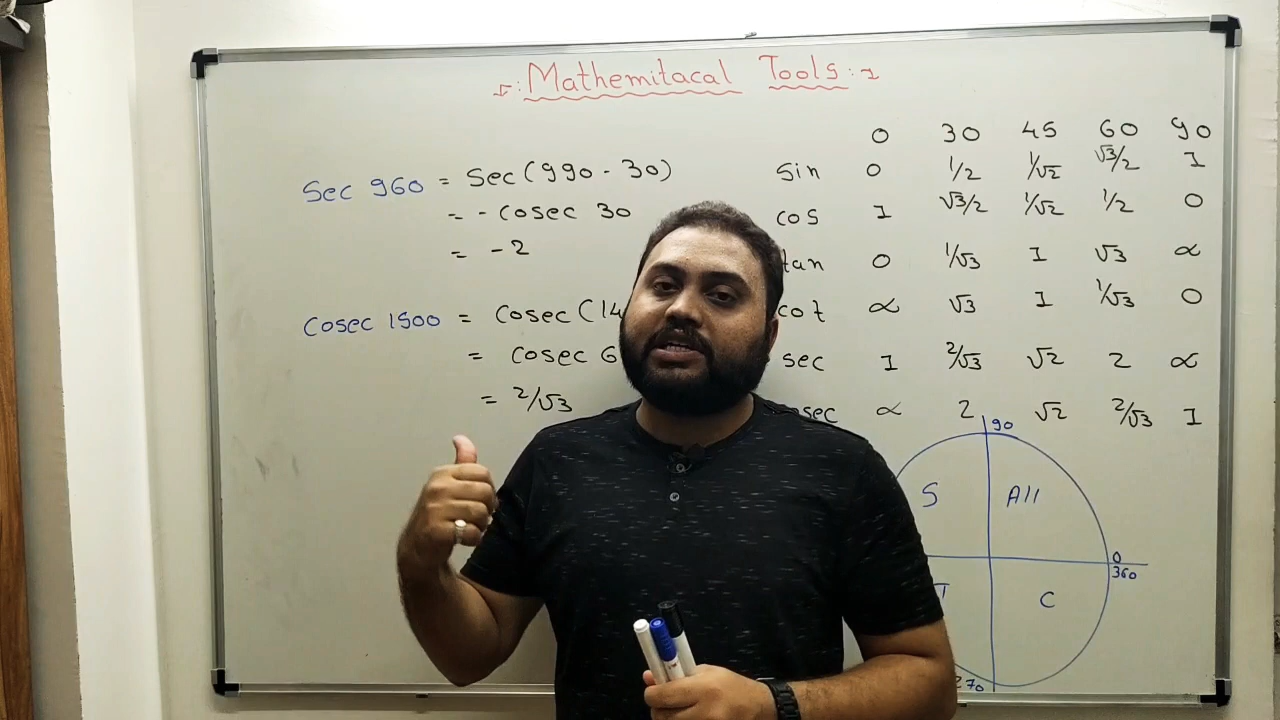 Mathemitacal Tools :
Sec 960 = Sec (990 - 30)
= - cosec 30
= - 2
Cosec 1500 = cosec (14
= cosec 6
= 2/√3
0 30 45 60 90
Sin 0 1/2 1/√2 √3/2 1
cos 1 √3/2 1/√2 1/2 0
tan 0 1/√3 1 √3 ∝
cot ∝ √3 1 1/√3 0
sec 1 2/√3 √2 2 ∝
sec ∝ 2 √2 2/√3 1
90
S All
0
360
T C
270